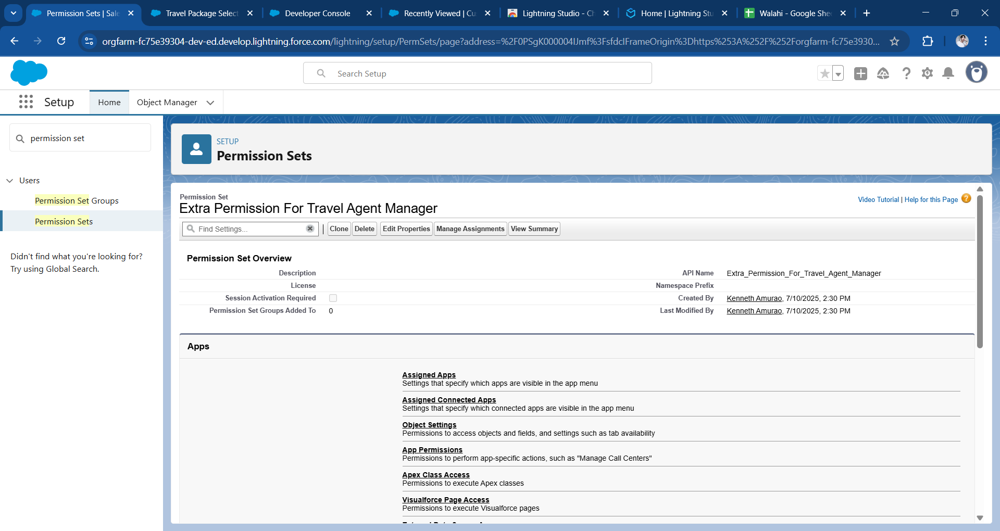 Permission Sets | Sale
Travel Package Select
Developer Console
Recently Viewed | Cu
Lightning Studio - Ch
Home | Lightning Stu
Walahi - Google She
orgfarm-fc75e39304-dev-ed.develop.lightning.force.com/lightning/setup/PermSets/page?address=%2F0PSgK000004IJmf%3FsfdcIFrameOrigin%3Dhttps%253A%252F%252Forgfarm-fc75e3930...
Search Setup
Setup
Home
Object Manager
permission set
Users
Permission Set Groups
Permission Sets
Didn't find what you're looking for?
Try using Global Search.
SETUP
Permission Sets
Permission Set
Extra Permission For Travel Agent Manager
Video Tutorial | Help for this Page ?
Find Settings...
Clone
Delete
Edit Properties
Manage Assignments
View Summary
Permission Set Overview
Description
API Name Extra_Permission_For_Travel_Agent_Manager
License
Namespace Prefix
Session Activation Required
Created By Kenneth Amurao, 7/10/2025, 2:30 PM
Permission Set Groups Added To 0
Last Modified By Kenneth Amurao, 7/10/2025, 2:30 PM
Apps
Assigned Apps
Settings that specify which apps are visible in the app menu
Assigned Connected Apps
Settings that specify which connected apps are visible in the app menu
Object Settings
Permissions to access objects and fields, and settings such as tab availability
App Permissions
Permissions to perform app-specific actions, such as "Manage Call Centers"
Apex Class Access
Permissions to execute Apex classes
Visualforce Page Access
Permissions to execute Visualforce pages